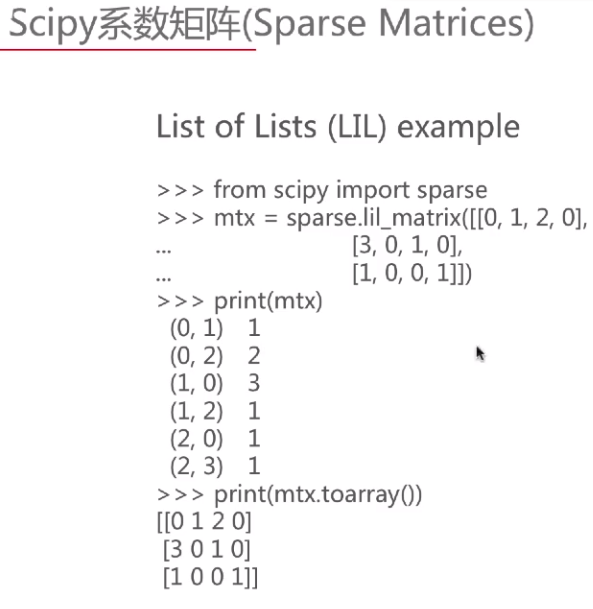 Scipy系数矩阵(Sparse Matrices)
List of Lists (LIL) example
>>> from scipy import sparse
>>> mtx = sparse.lil_matrix([[0, 1, 2, 0],
... [3, 0, 1, 0],
... [1, 0, 0, 1]])
>>> print(mtx)
(0, 1) 1
(0, 2) 2
(1, 0) 3
(1, 2) 1
(2, 0) 1
(2, 3) 1
>>> print(mtx.toarray())
[[0 1 2 0]
[3 0 1 0]
[1 0 0 1]]